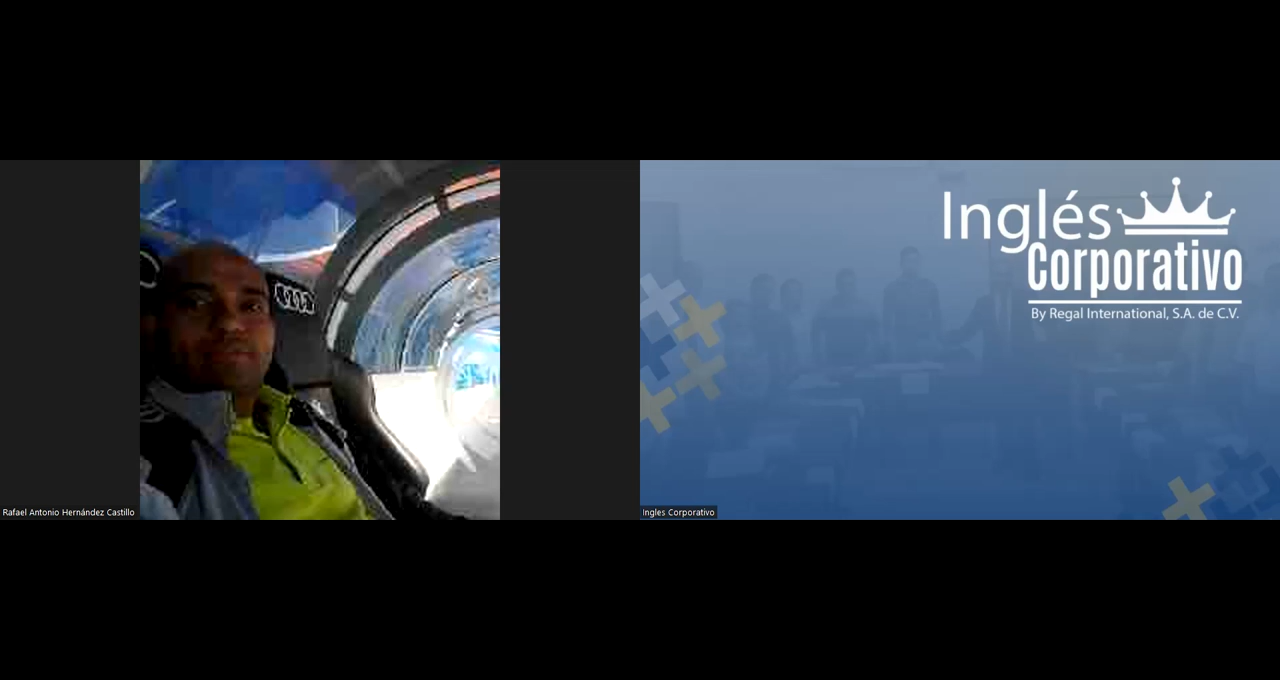 Inglés
Corporativo
By Regal International, S.A. de C.V.
Rafael Antonio Hernández Castillo
Ingles Corporativo